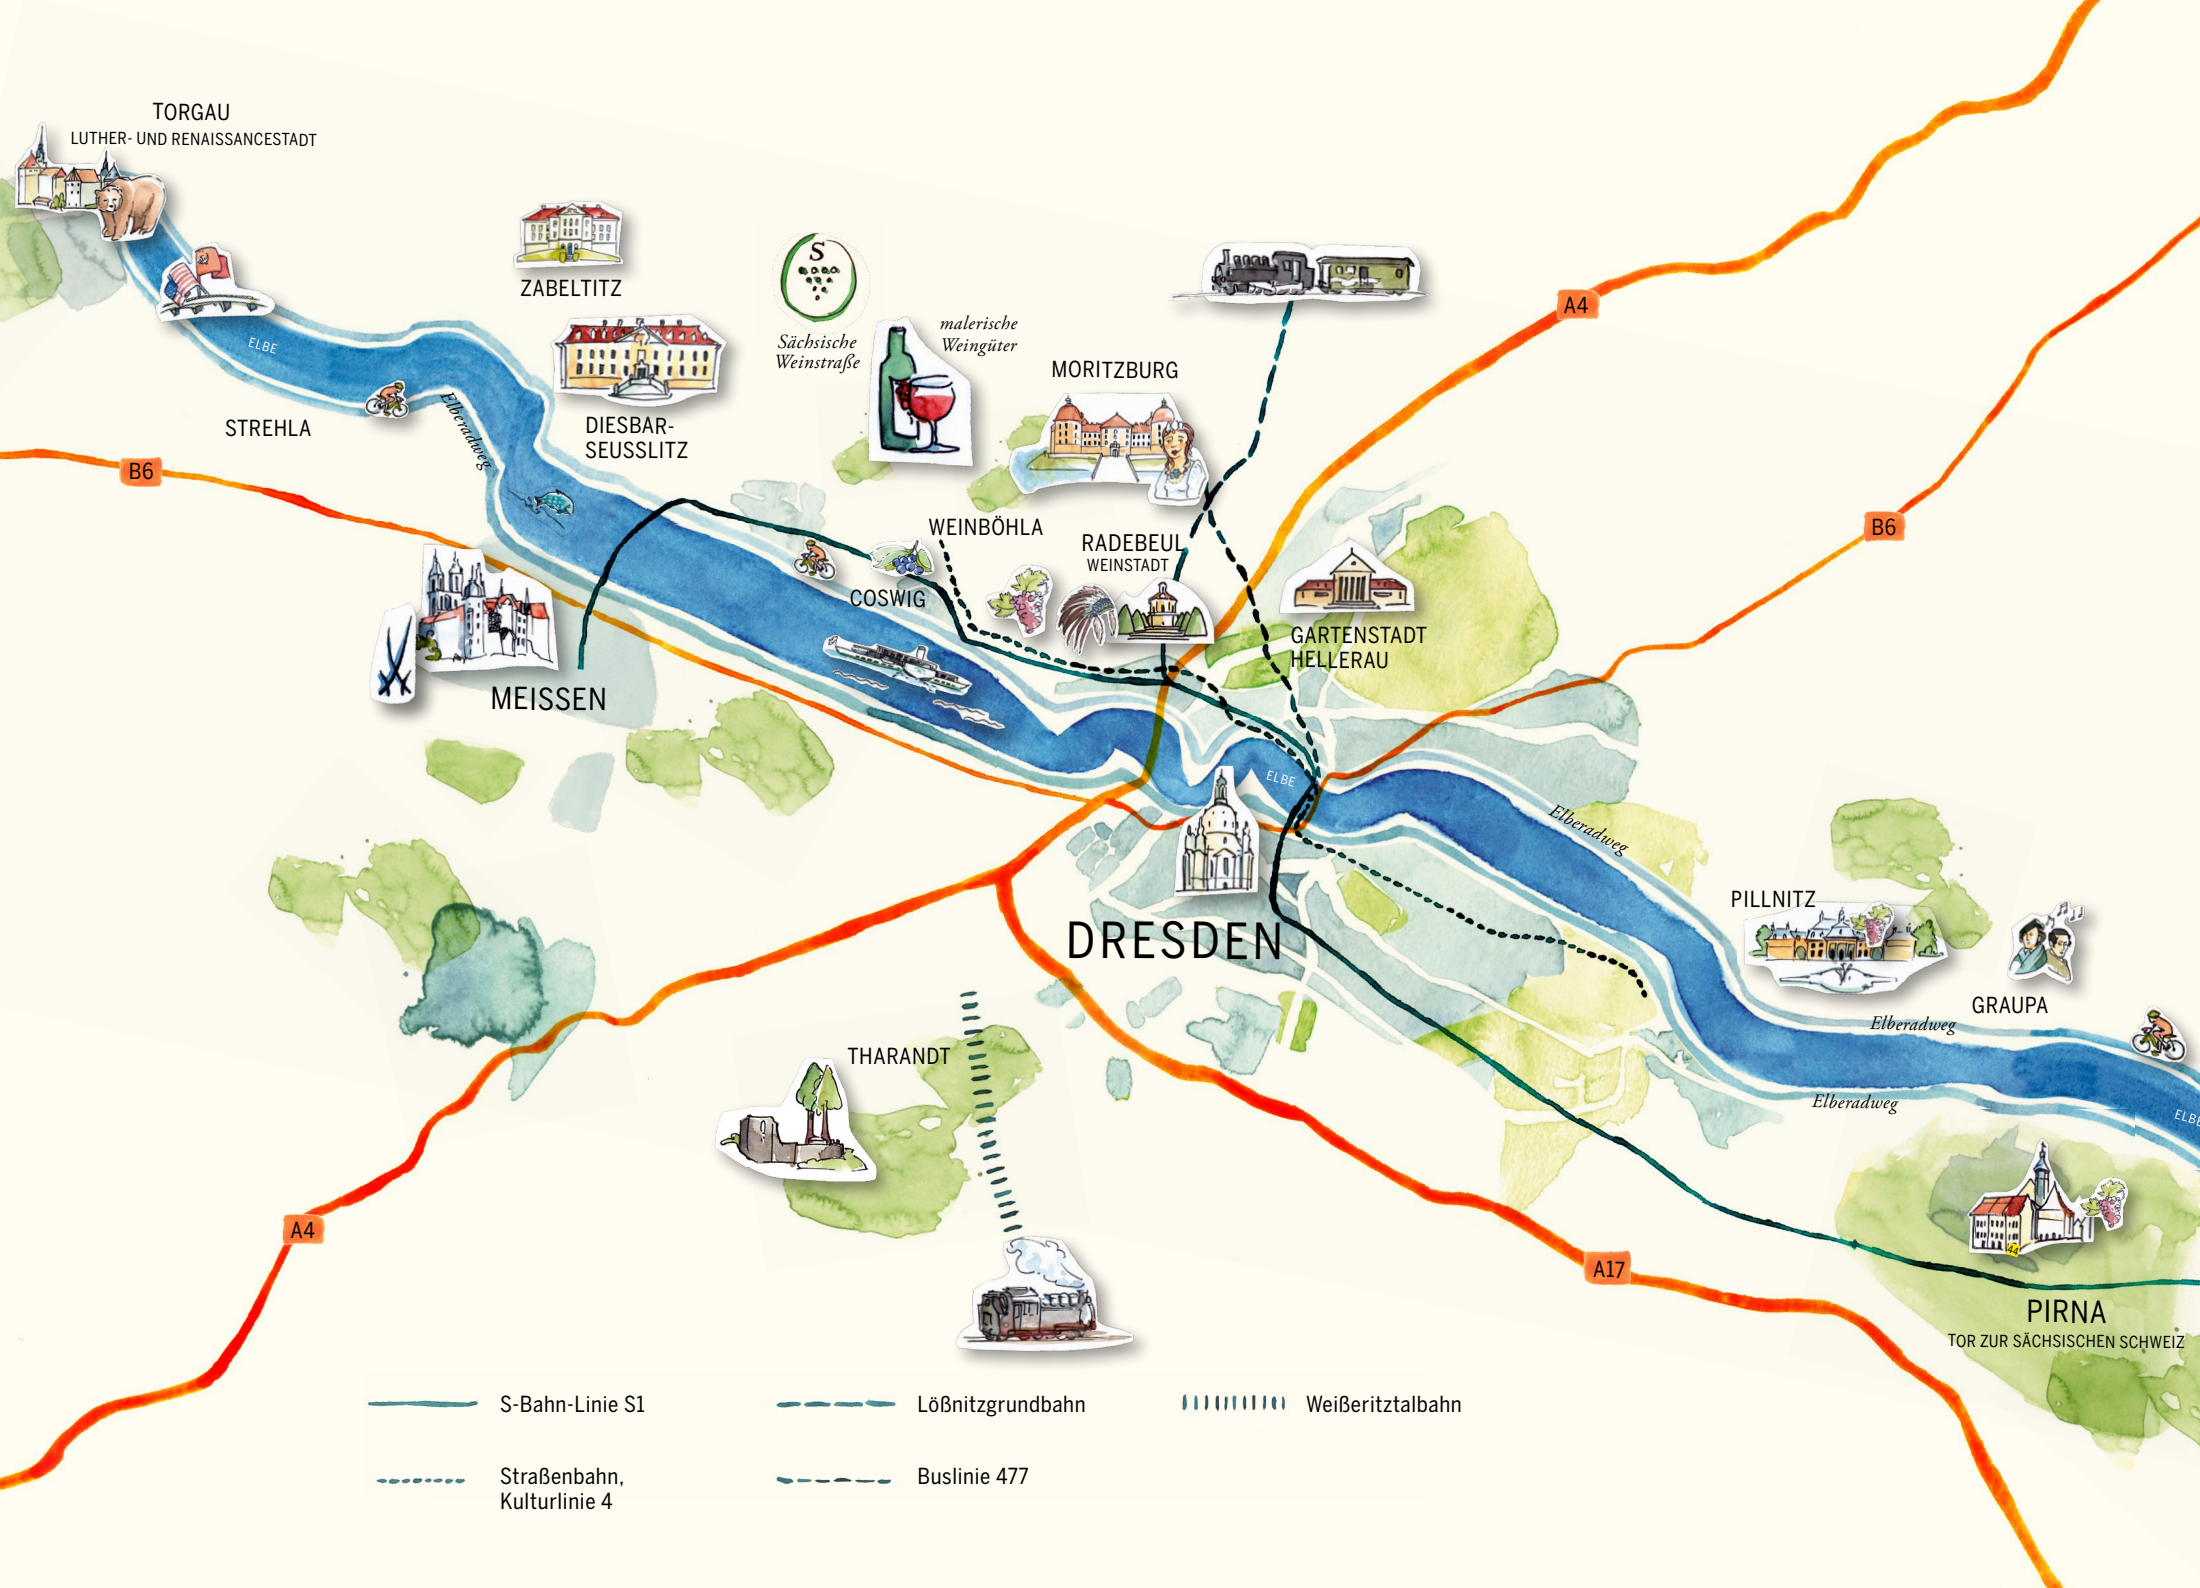 TORGAU
LUTHER- UND RENAISSANCESTADT
ZABELTITZ
S
Sächsische
Weinstraße
malerische
Weingüter
ELBE
STREHLA
Elberadweg
DIESBAR-
SEUSSLITZ
MORITZBURG
A4
B6
B6
WEINBÖHLA
RADEBEUL
WEINSTADT
COSWIG
GARTENSTADT
HELLERAU
MEISSEN
ELBE
Elberadweg
DRESDEN
PILLNITZ
GRAUPA
Elberadweg
Elberadweg
ELBE
THARANDT
A4
A17
44
PIRNA
TOR ZUR SÄCHSISCHEN SCHWEIZ
S-Bahn-Linie S1
Lößnitzgrundbahn
Weißeritztalbahn
Straßenbahn,
Kulturlinie 4
Buslinie 477